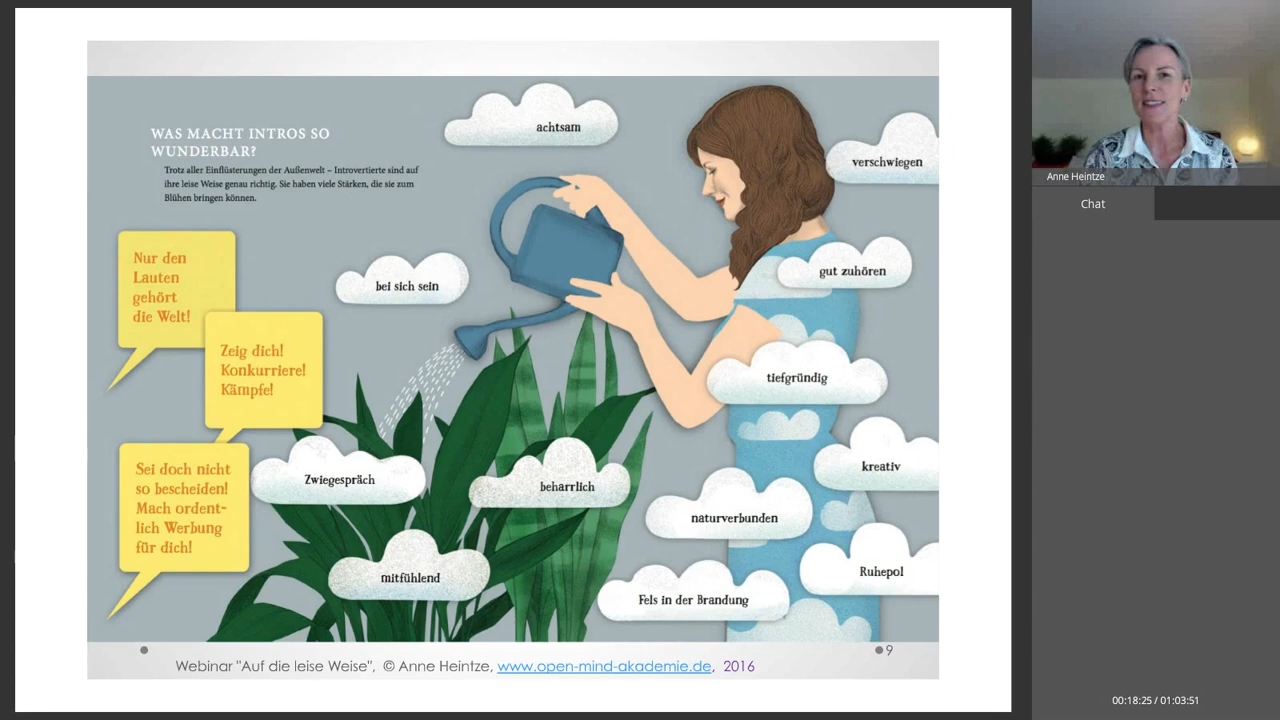 WAS MACHT INTROS SO
WUNDERBAR?
Trotz aller Einflüsterungen der Außenwelt – Introvertierte sind auf
ihre leise Weise genau richtig. Sie haben viele Stärken, die sie zum
Blühen bringen können.
achtsam
verschwiegen
Nur den
Lauten
gehört
die Welt!
bei sich sein
gut zuhören
Zeig dich!
Konkurriere!
Kämpfe!
tiefgründig
Sei doch nicht
so bescheiden!
Mach ordent-
lich Werbung
für dich!
Zwiegespräch
beharrlich
kreativ
naturverbunden
mitfühlend
Fels in der Brandung
Ruhepol
9
Webinar "Auf die leise Weise", © Anne Heintze, www.open-mind-akademie.de, 2016
Anne Heintze
Chat
00:18:25 / 01:03:51